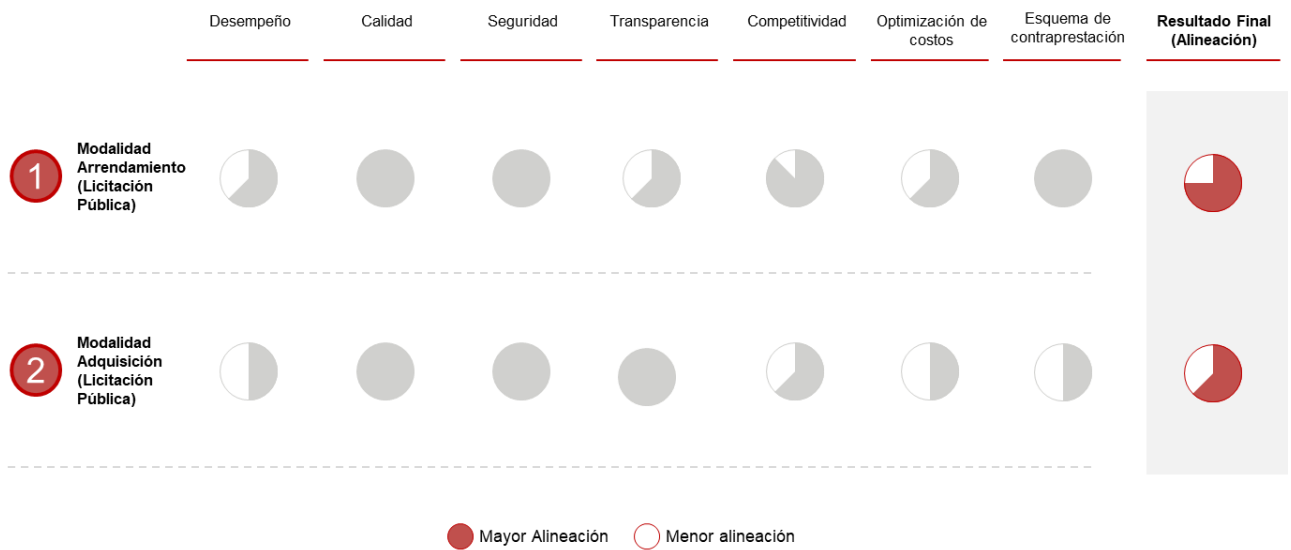 Desempeño
Calidad
Seguridad
Transparencia
Competitividad
Optimización de
costos
Esquema de
contraprestación
Resultado Final
(Alineación)
1
Modalidad
Arrendamiento
(Licitación
Pública)
2
Modalidad
Adquisición
(Licitación
Pública)
Mayor Alineación
Menor alineación